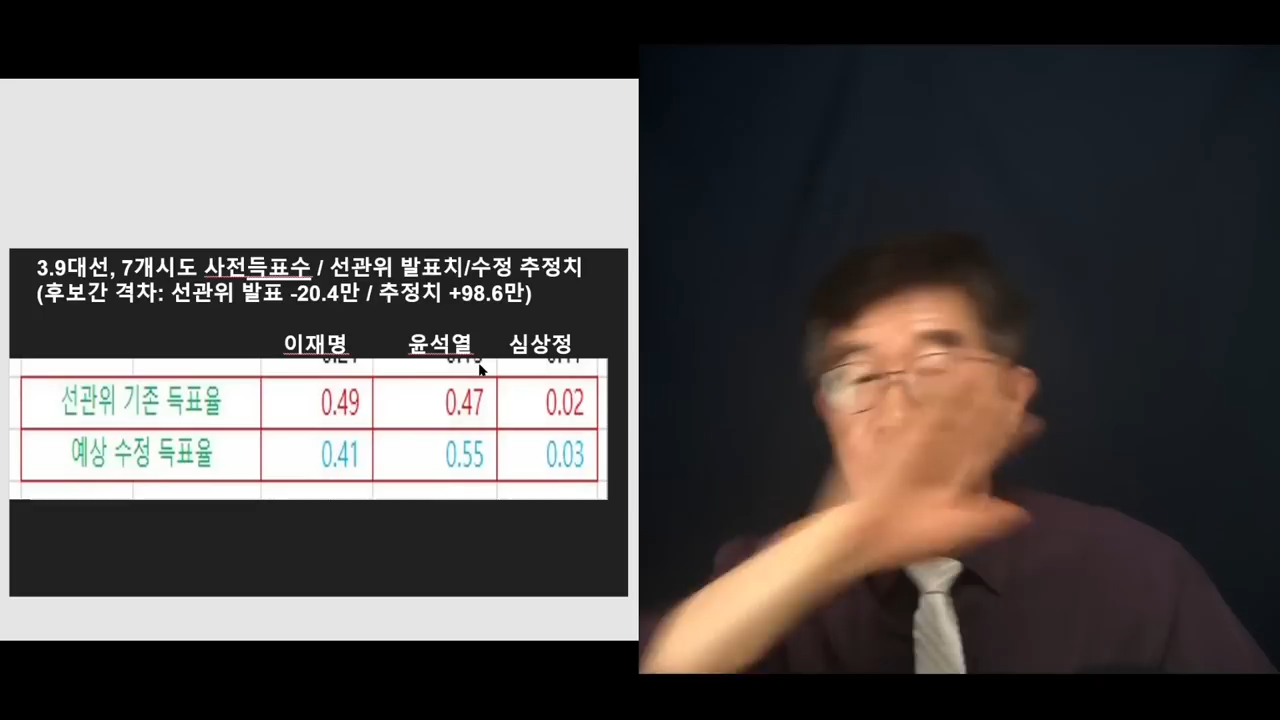 3.9대선, 7개시도 사전득표수 / 선관위 발표치/수정 추정치
(후보간 격차: 선관위 발표 -20.4만 / 추정치 +98.6만)
이재명 윤석열 심상정
선관위 기존 득표율 0.49 0.47 0.02
예상 수정 득표율 0.41 0.55 0.03